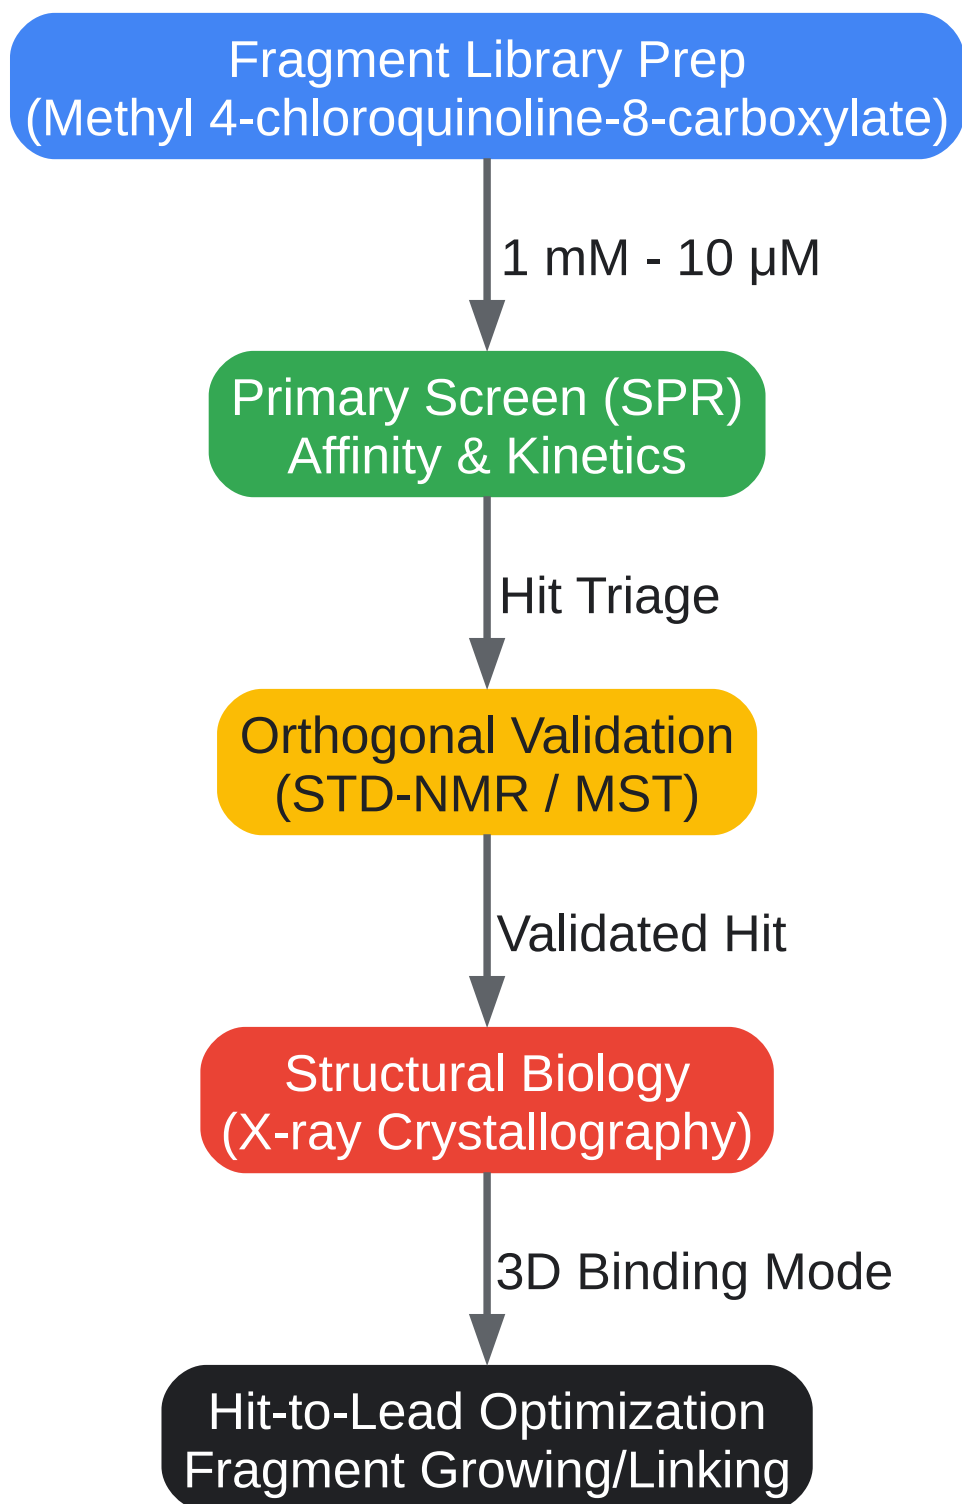 Fragment Library Prep
(Methyl 4-chloroquinoline-8-carboxylate)
1 mM - 10 μM
Primary Screen (SPR)
Affinity & Kinetics
Hit Triage
Orthogonal Validation
(STD-NMR / MST)
Validated Hit
Structural Biology
(X-ray Crystallography)
3D Binding Mode
Hit-to-Lead Optimization
Fragment Growing/Linking